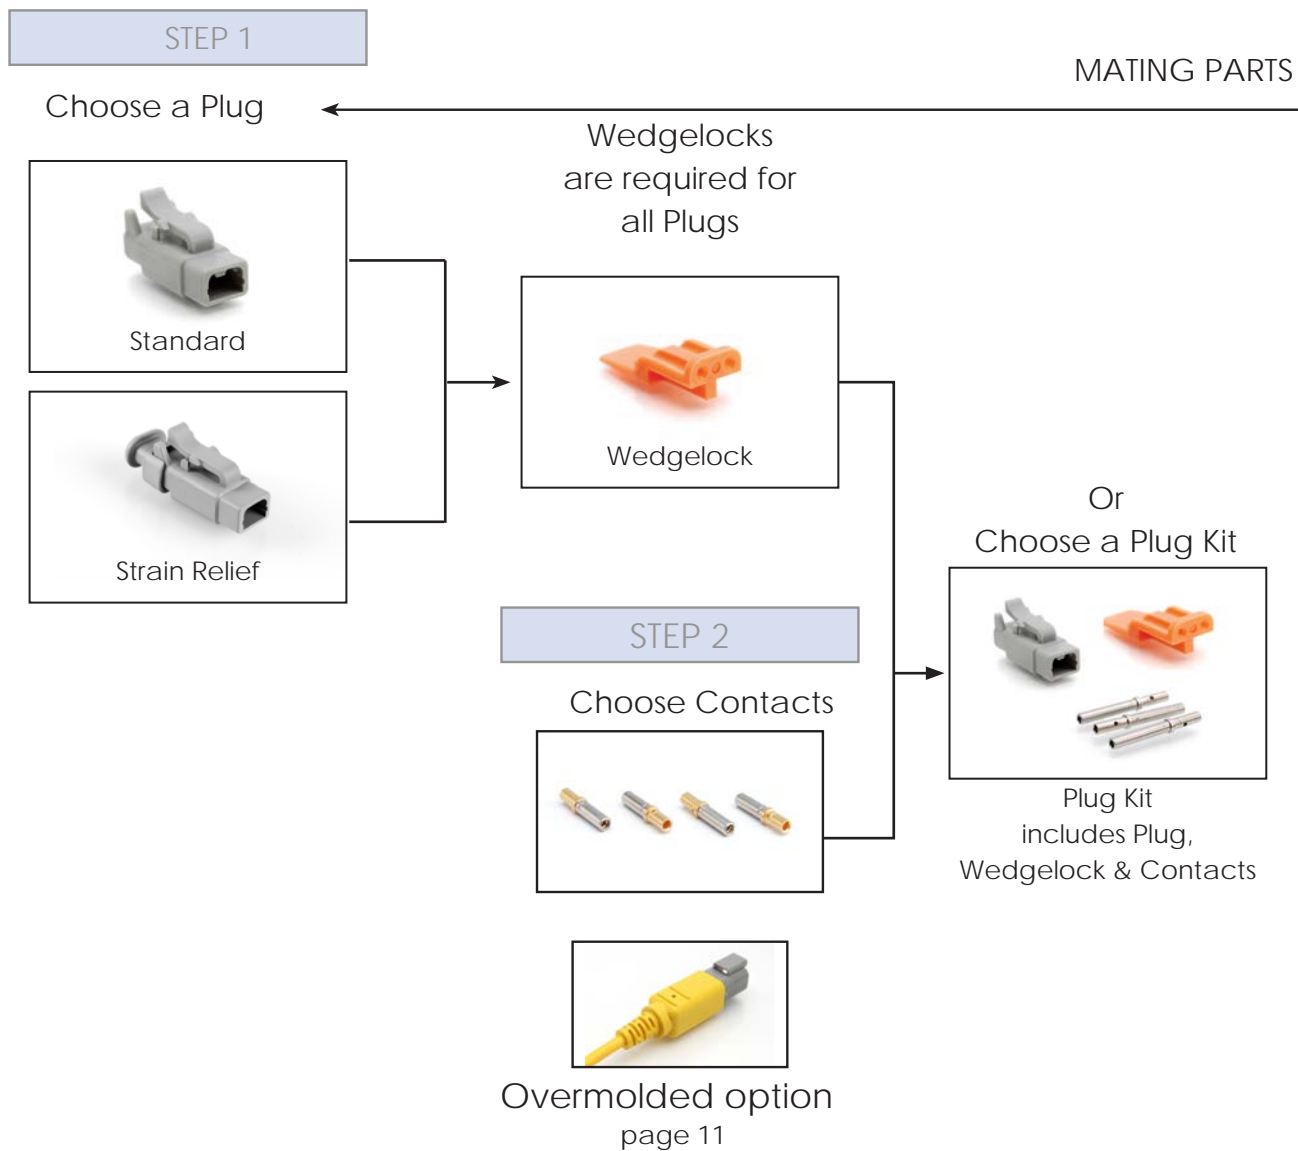 STEP 1
MATING PARTS
Choose a Plug
Wedgelocks
are required for
all Plugs
Standard
Strain Relief
Wedgelock
STEP 2
Choose Contacts
Or
Choose a Plug Kit
Plug Kit
includes Plug,
Wedgelock & Contacts
Overmolded option
page 11